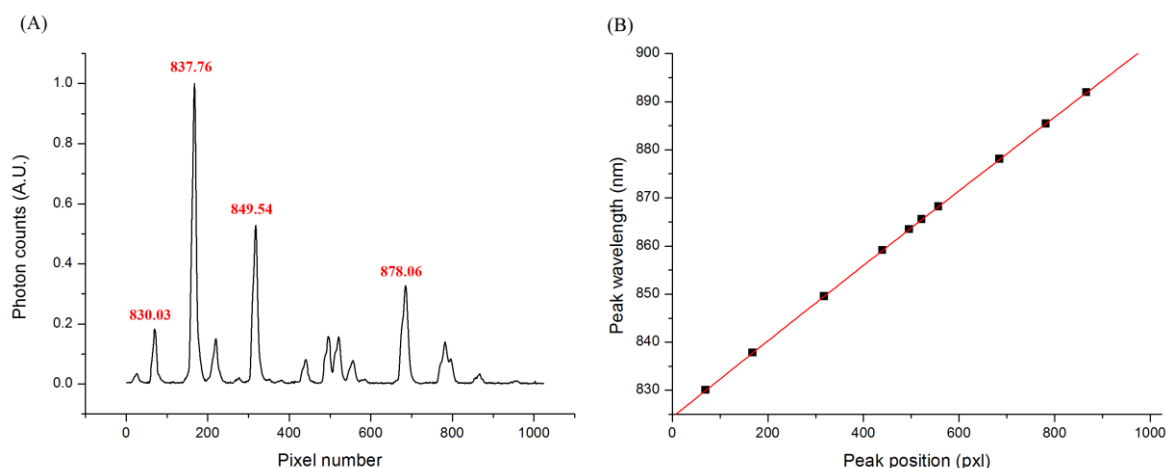 (A)
837.76
849.54
878.06
830.03
1.0
0.8
0.6
0.4
0.2
0.0
Photon counts (A.U.)
0 200 400 600 800 1000
Pixel number
(B)
900
890
880
870
860
850
840
830
Peak wavelength (nm)
0 200 400 600 800 1000
Peak position (pxl)